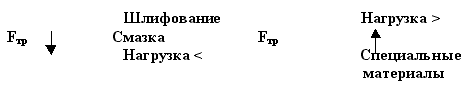 Шлифование Нагрузка >
Fтр Смазка Fтр
Нагрузка < Специальные
материалы